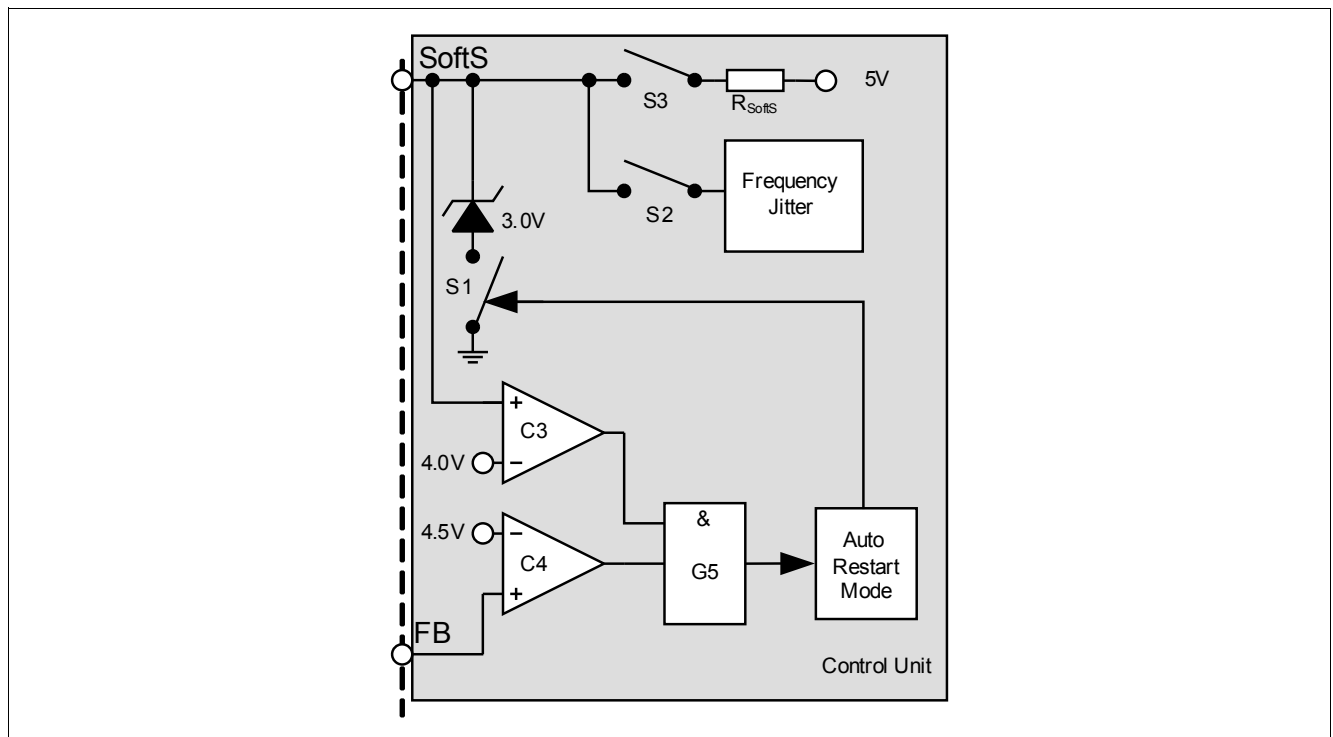 SoftS
5V
S3
RSoftS
Frequency
Jitter
S2
3.0V
S1
+
C3
4.0V
−
&
4.5V
−
C4
G5
Auto
Restart
Mode
+
FB
Control Unit